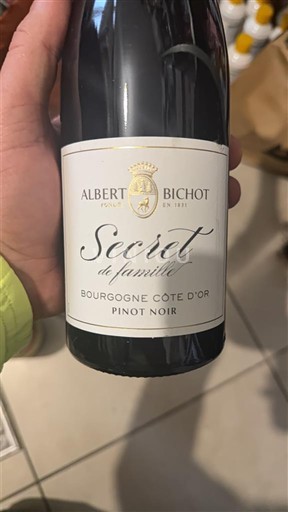 ALBERT BICHOT
FONDÉ EN 1831
Secret
de famille
BOURGOGNE CÔTE D'OR
PINOT NOIR